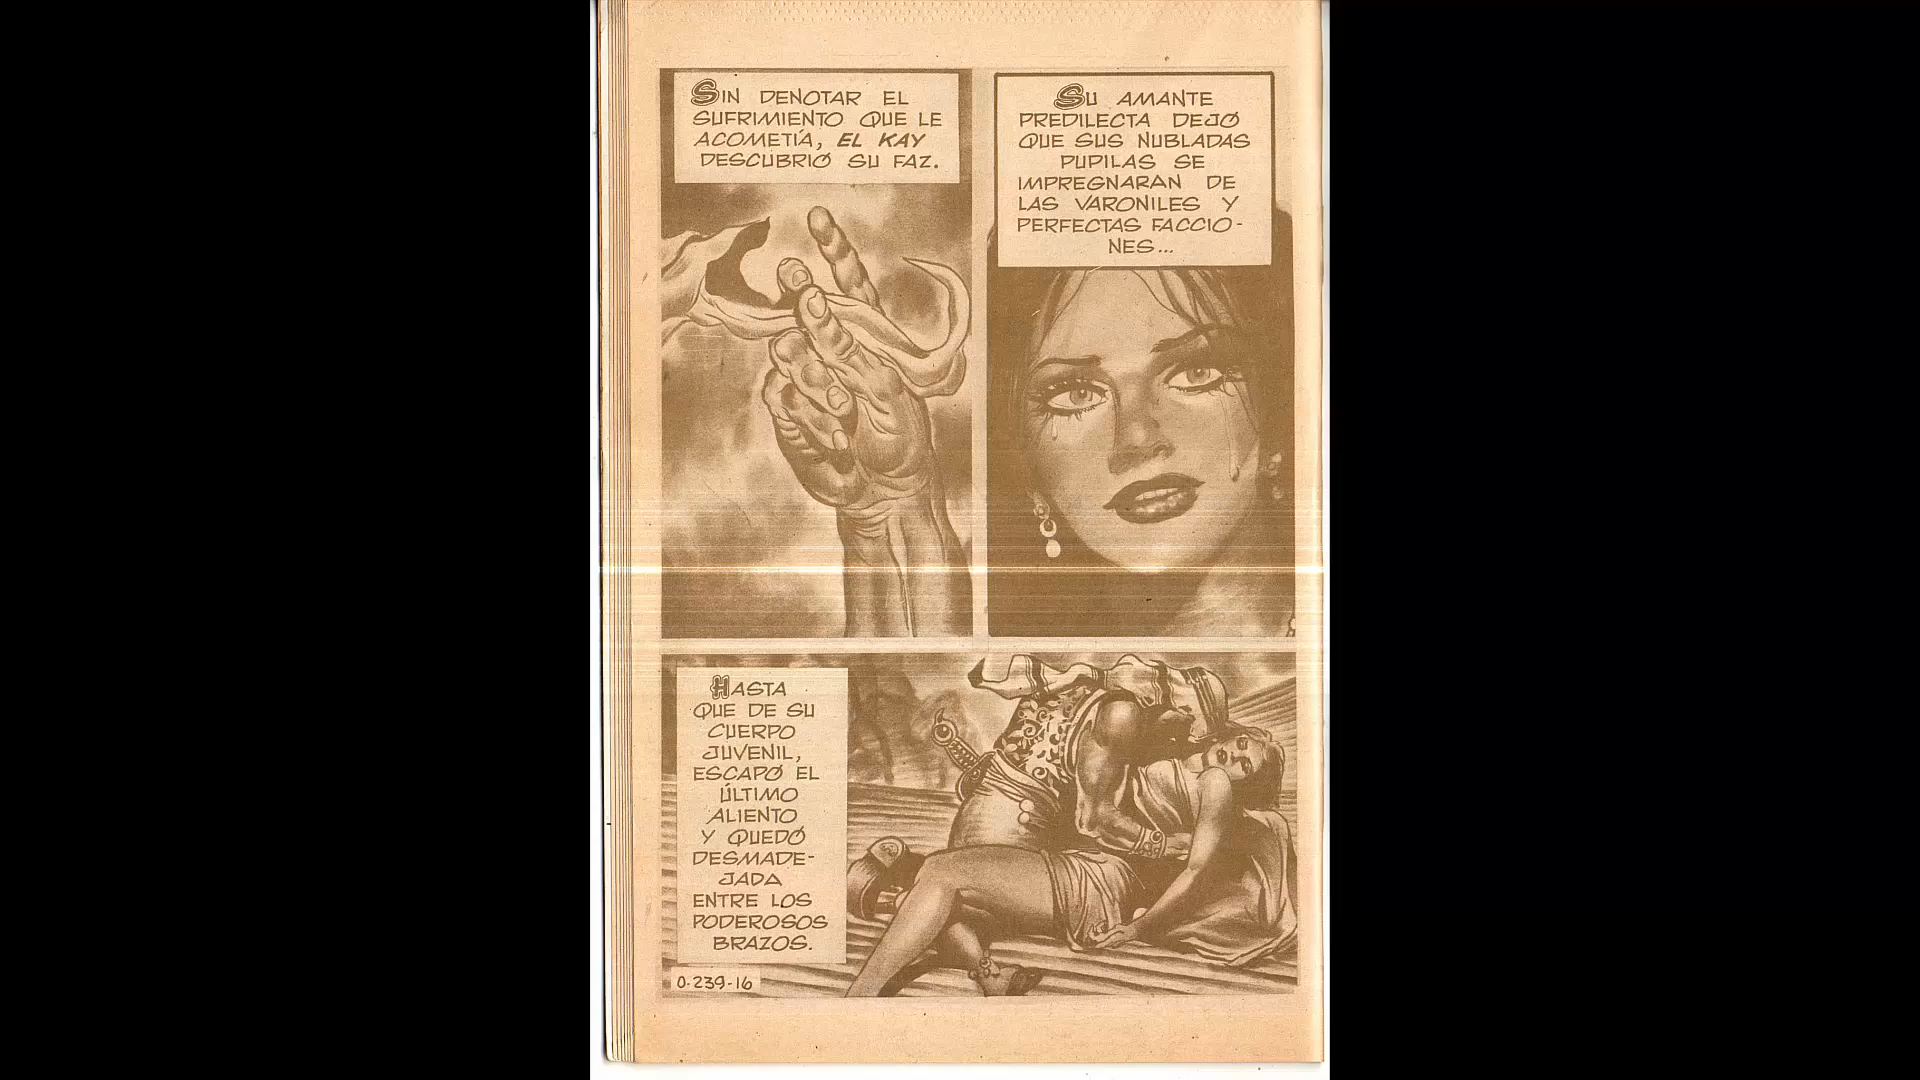 SIN DENOTAR EL
SUFRIMIENTO QUE LE
ACOMETÍA, EL KAY
DESCUBRIÓ SU FAZ.
SU AMANTE
PREDILECTA DEJÓ
QUE SUS NUBLADAS
PUPILAS SE
IMPREGNARAN DE
LAS VARONILES Y
PERFECTAS FACCIO-
NES...
HASTA
QUE DE SU
CUERPO
JUVENIL,
ESCAPÓ EL
ÚLTIMO
ALIENTO
Y QUEDÓ
DESMADE-
JADA
ENTRE LOS
PODEROSOS
BRAZOS.
O-239-16